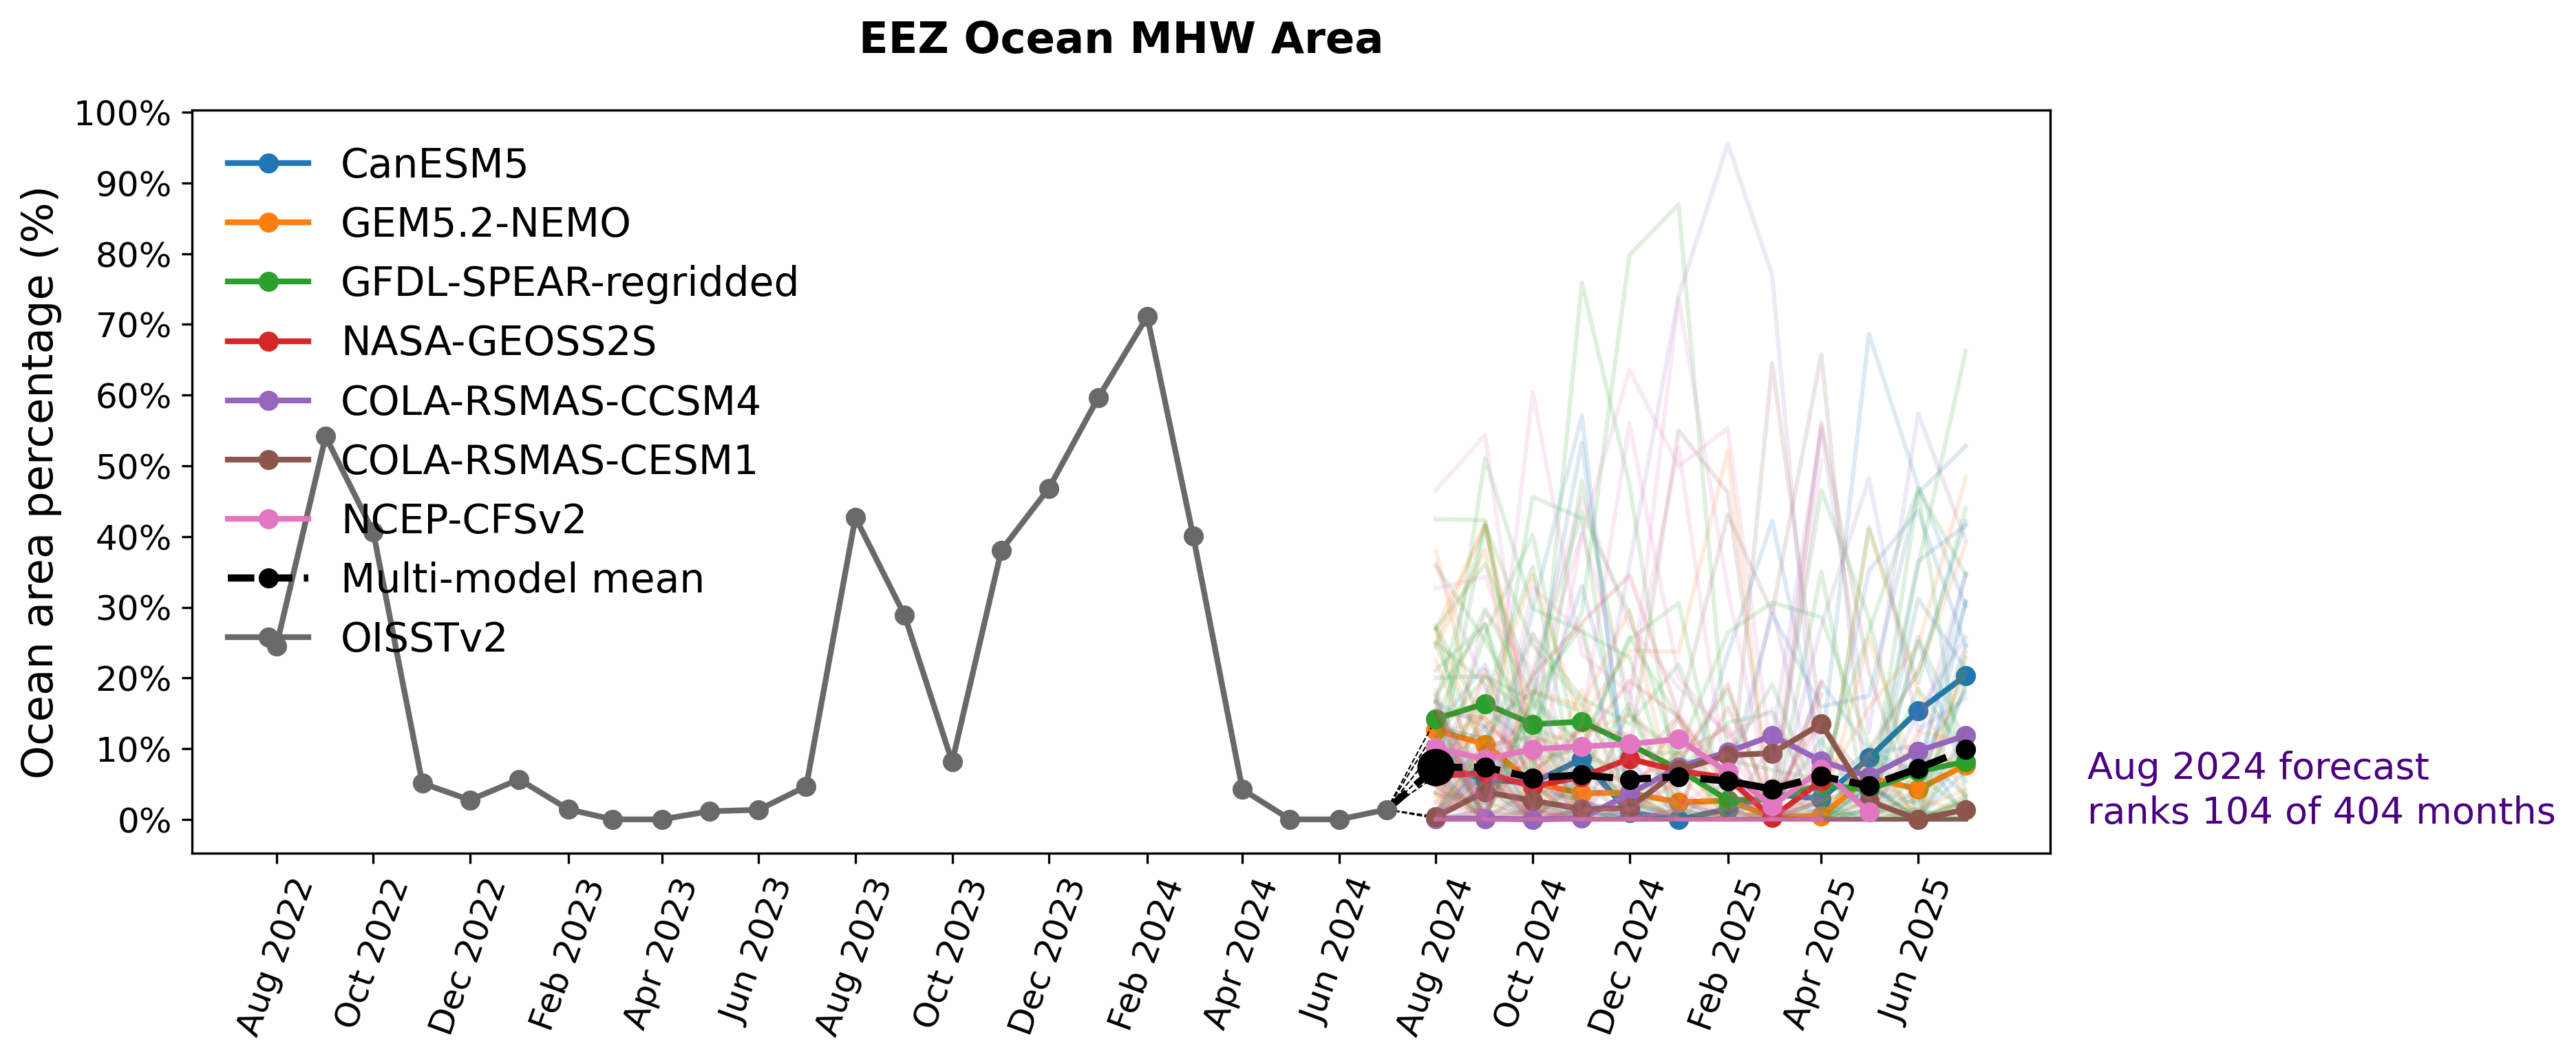 EEZ Ocean MHW Area
Ocean area percentage (%)
100%
90%
80%
70%
60%
50%
40%
30%
20%
10%
0%
CanESM5
GEM5.2-NEMO
GFDL-SPEAR-regridded
NASA-GEOSS2S
COLA-RSMAS-CCSM4
COLA-RSMAS-CESM1
NCEP-CFSv2
Multi-model mean
OISSTv2
Aug 2022
Oct 2022
Dec 2022
Feb 2023
Apr 2023
Jun 2023
Aug 2023
Oct 2023
Dec 2023
Feb 2024
Apr 2024
Jun 2024
Aug 2024
Oct 2024
Dec 2024
Feb 2025
Apr 2025
Jun 2025
Aug 2024 forecast
ranks 104 of 404 months